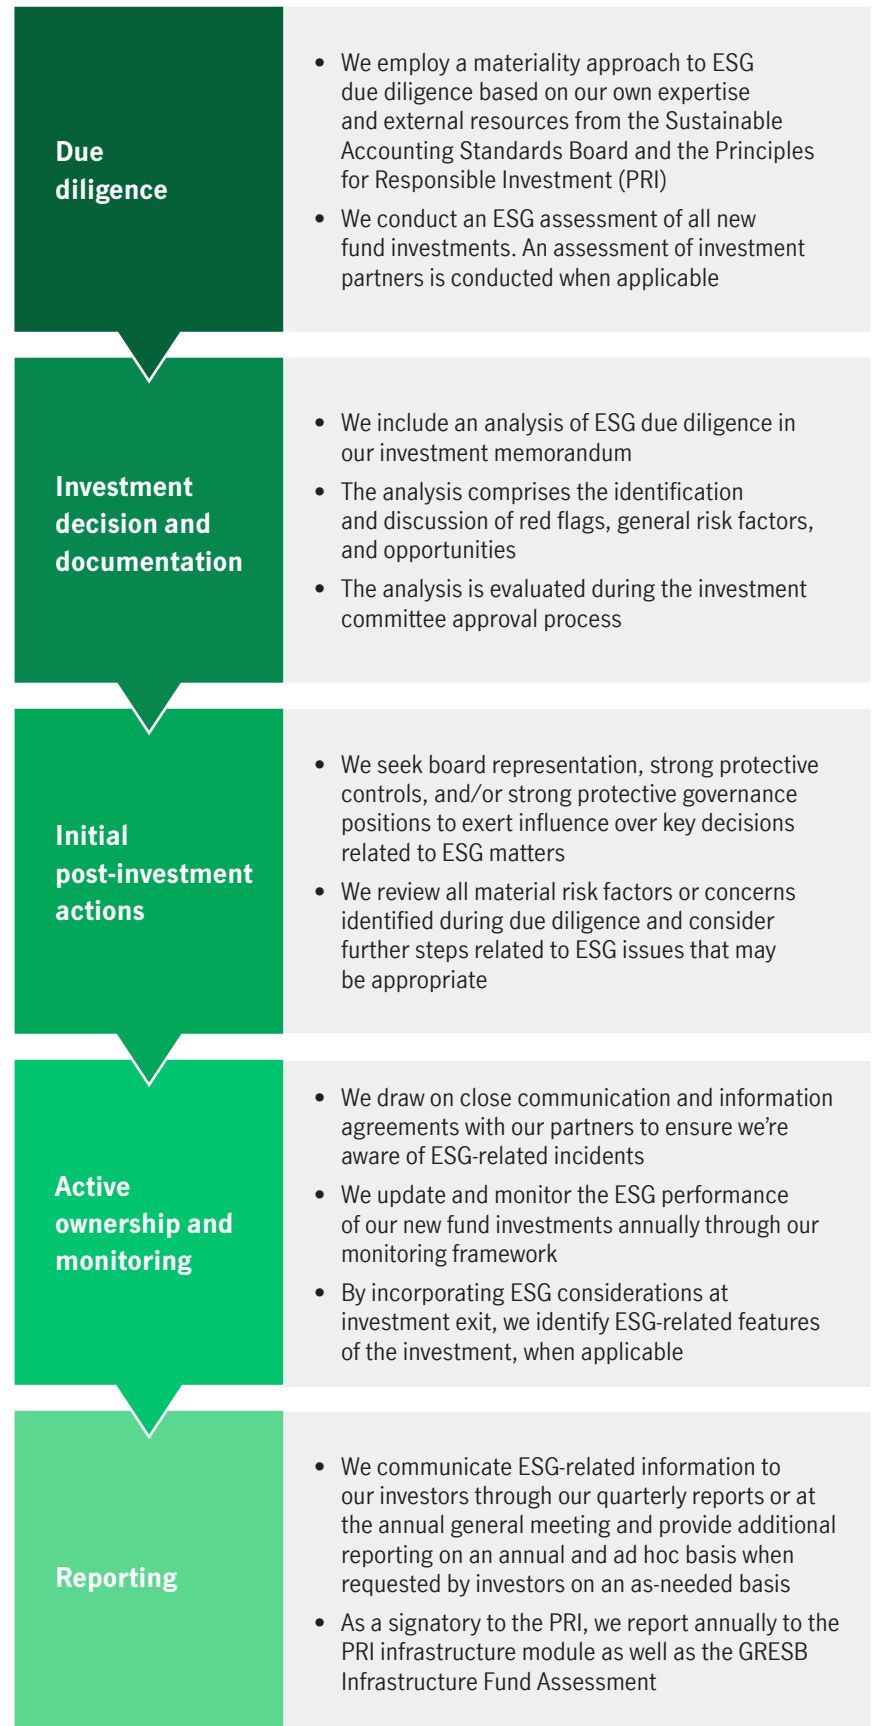 Due
diligence
• We employ a materiality approach to ESG
due diligence based on our own expertise
and external resources from the Sustainable
Accounting Standards Board and the Principles
for Responsible Investment (PRI)
• We conduct an ESG assessment of all new
fund investments. An assessment of investment
partners is conducted when applicable
Investment
decision and
documentation
• We include an analysis of ESG due diligence in
our investment memorandum
• The analysis comprises the identification
and discussion of red flags, general risk factors,
and opportunities
• The analysis is evaluated during the investment
committee approval process
Initial
post-investment
actions
• We seek board representation, strong protective
controls, and/or strong protective governance
positions to exert influence over key decisions
related to ESG matters
• We review all material risk factors or concerns
identified during due diligence and consider
further steps related to ESG issues that may
be appropriate
Active
ownership and
monitoring
• We draw on close communication and information
agreements with our partners to ensure we’re
aware of ESG-related incidents
• We update and monitor the ESG performance
of our new fund investments annually through our
monitoring framework
• By incorporating ESG considerations at
investment exit, we identify ESG-related features
of the investment, when applicable
Reporting
• We communicate ESG-related information to
our investors through our quarterly reports or at
the annual general meeting and provide additional
reporting on an annual and ad hoc basis when
requested by investors on an as-needed basis
• As a signatory to the PRI, we report annually to the
PRI infrastructure module as well as the GRESB
Infrastructure Fund Assessment